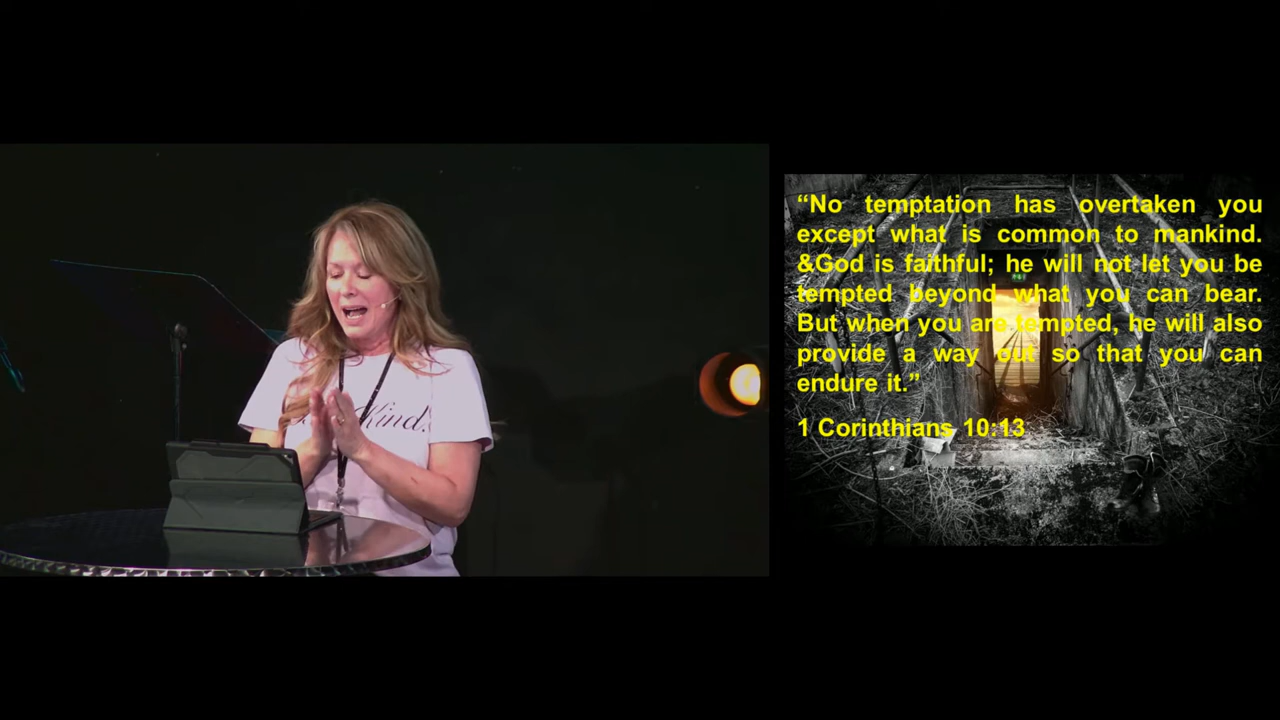 Kind.
“No temptation has overtaken you
except what is common to mankind.
&God is faithful; he will not let you be
tempted beyond what you can bear.
But when you are tempted, he will also
provide a way out so that you can
endure it.”
1 Corinthians 10:13